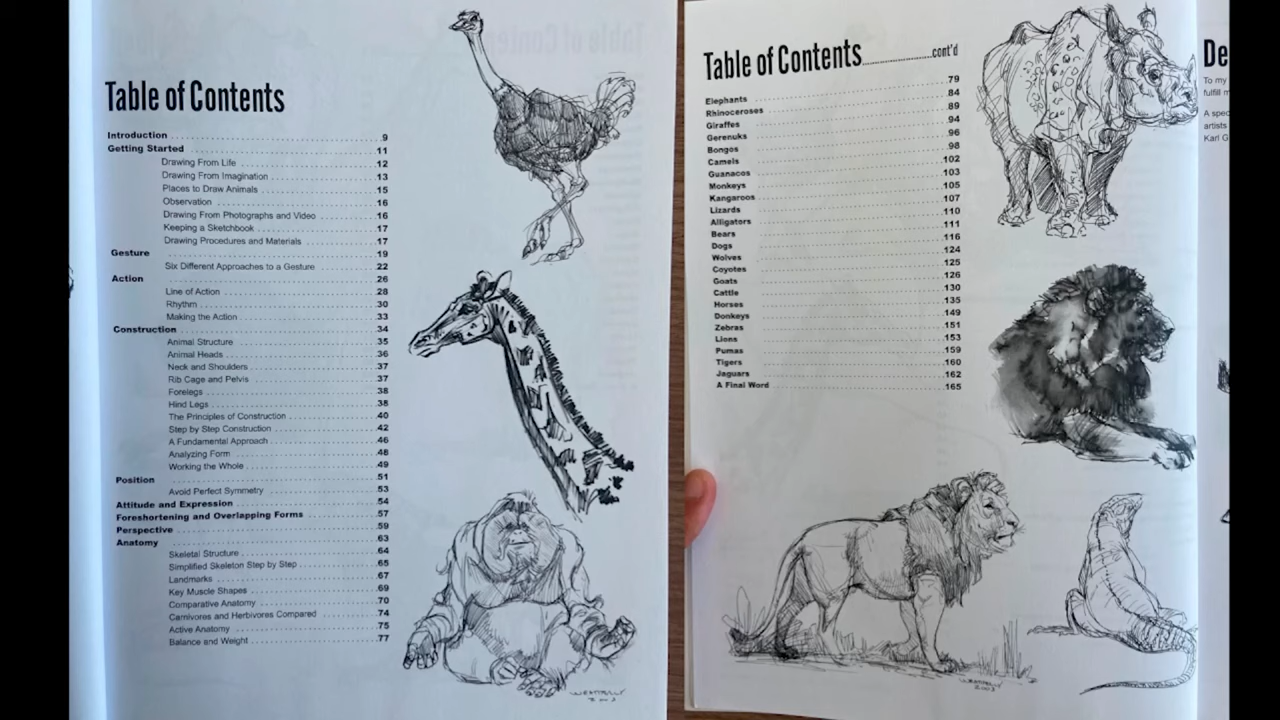 Table of Contents
Introduction 9
Getting Started 11
Drawing From Life 12
Drawing From Imagination 13
Places to Draw Animals 15
Observation 16
Drawing From Photographs and Video 16
Keeping a Sketchbook 17
Drawing Procedures and Materials 17
Gesture 19
Six Different Approaches to a Gesture 22
Action 26
Line of Action 28
Rhythm 30
Making the Action 33
Construction 34
Animal Structure 35
Animal Heads 36
Neck and Shoulders 37
Rib Cage and Pelvis 37
Forelegs 38
Hind Legs 38
The Principles of Construction 40
Step by Step Construction 42
A Fundamental Approach 46
Analyzing Form 48
Working the Whole 49
Position 51
Avoid Perfect Symmetry 53
Attitude and Expression 54
Foreshortening and Overlapping Forms 57
Perspective 59
Anatomy 63
Skeletal Structure 64
Simplified Skeleton Step by Step 65
Landmarks 67
Key Muscle Shapes 69
Comparative Anatomy 70
Carnivores and Herbivores Compared 74
Active Anatomy 75
Balance and Weight 77
2003
Table of Contents cont'd
Elephants 79
Rhinoceroses 84
Giraffes 89
Gerenuks 94
Bongos 96
Camels 98
Guanacos 102
Monkeys 103
Kangaroos 105
Lizards 107
Alligators 110
Bears 111
Dogs 116
Wolves 124
Coyotes 125
Goats 126
Cattle 130
Horses 135
Donkeys 149
Zebras 151
Lions 153
Pumas 159
Tigers 160
Jaguars 162
A Final Word 165
2003
De
To my
fulfill m
A spec
artists
Karl G